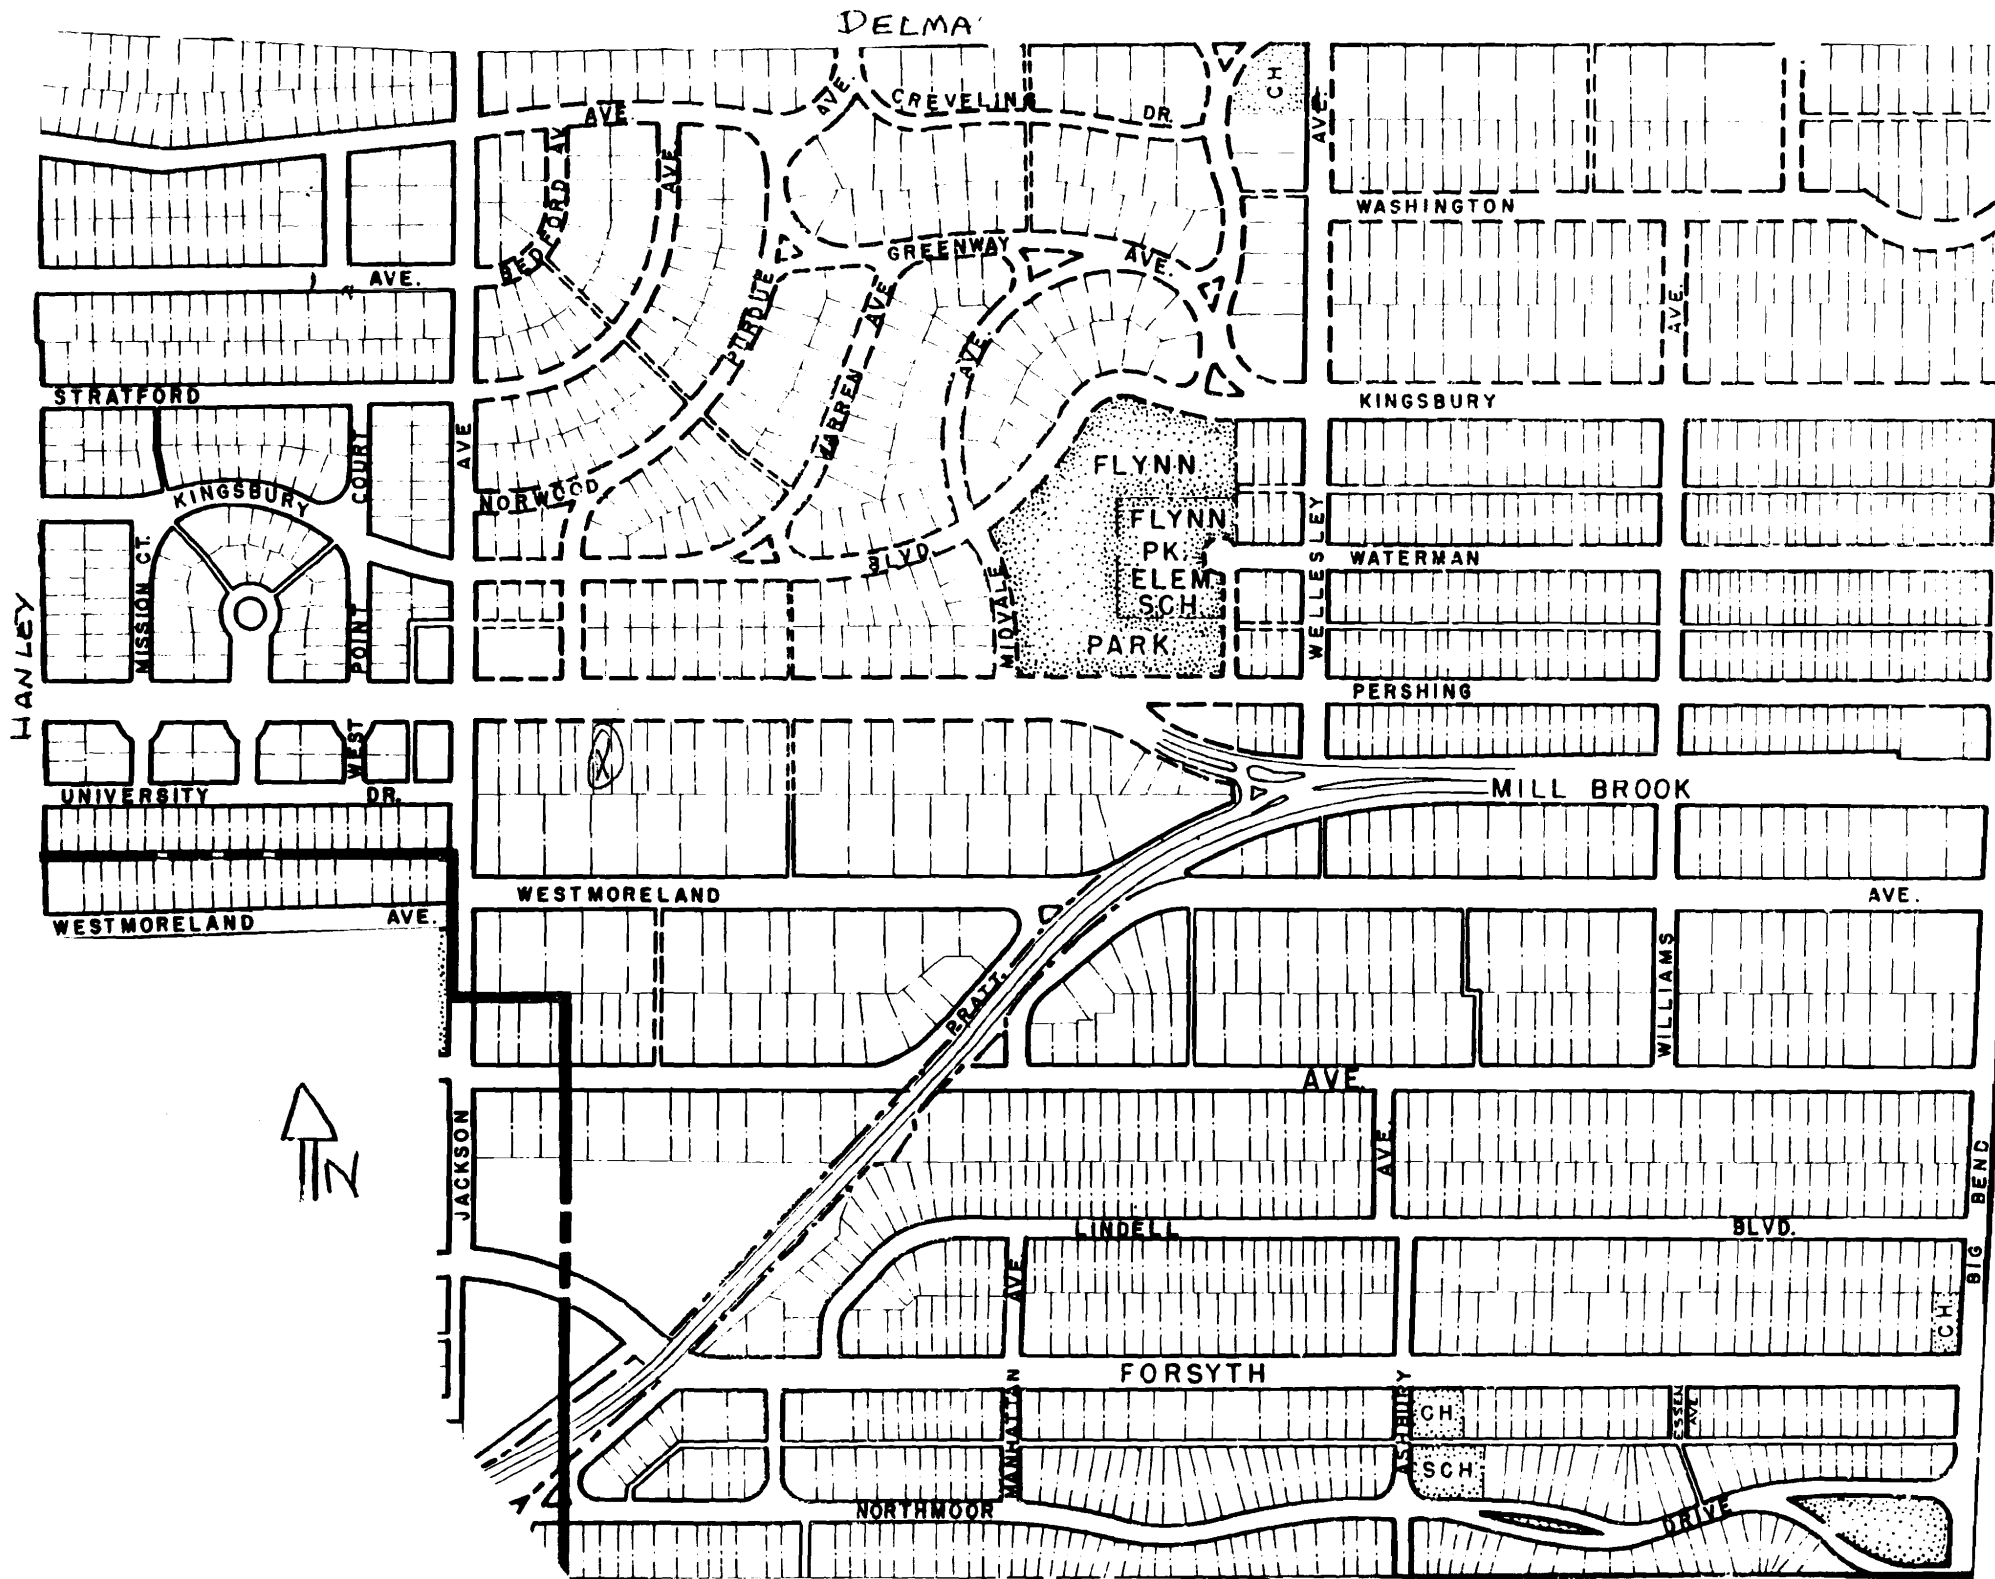 DELMA
CREVELING
DR.
AVE.
AVE.
CH
AVE.
BEDFORD AV
AVE.
WASHINGTON
GREENWAY
AVE.
AVE.
PURDUE
WARREN AVE.
AVE.
AVE.
STRATFORD
KINGSBURY
COURT
AVE
KINGSBURY
NORWOOD
FLYNN
FLYNN
PK.
ELEM
SCH.
PARK
BLVD
WATERMAN
WELLESLEY
MISSION CT.
MIDVALE
POINT
HANLEY
PERSHING
WEST
X
UNIVERSITY
DR.
MILL BROOK
WESTMORELAND
AVE.
WESTMORELAND
AVE.
WILLIAMS
PRATT.
AVE.
N
JACKSON
AVE.
BIG BEND
LINDELL
BLVD.
AVE
CH.
FORSYTH
MANHATTAN
ASHBURY
CH.
ESSEN AVE
SCH.
NORTHMOOR
DRIVE